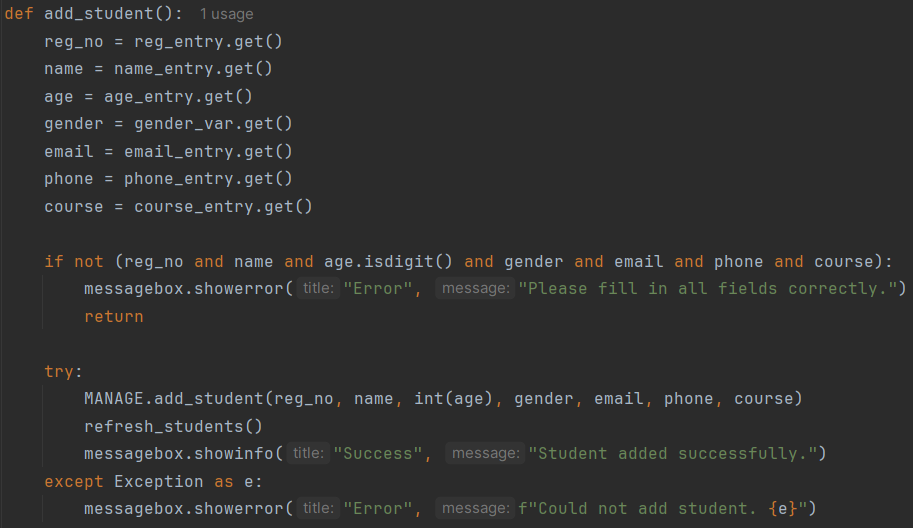 def add_student(): 1 usage
    reg_no = reg_entry.get()
    name = name_entry.get()
    age = age_entry.get()
    gender = gender_var.get()
    email = email_entry.get()
    phone = phone_entry.get()
    course = course_entry.get()

    if not (reg_no and name and age.isdigit() and gender and email and phone and course):
        messagebox.showerror( title: "Error", message: "Please fill in all fields correctly.")
        return

    try:
        MANAGE.add_student(reg_no, name, int(age), gender, email, phone, course)
        refresh_students()
        messagebox.showinfo( title: "Success", message: "Student added successfully.")
    except Exception as e:
        messagebox.showerror( title: "Error", message: f"Could not add student. {e}")